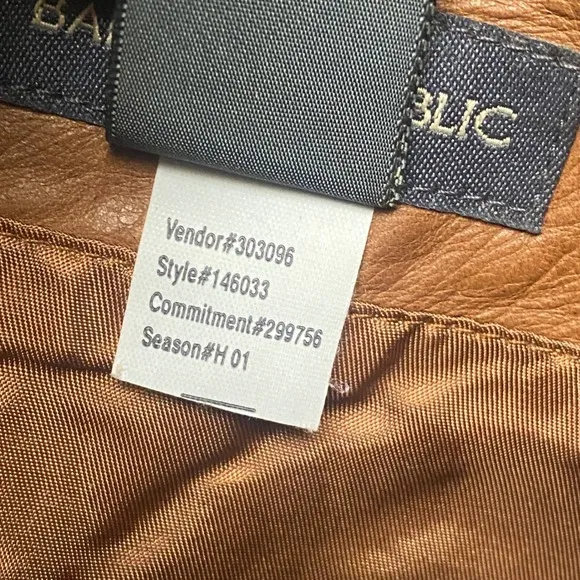 BA
BLIC
Vendor#303096
Style#146033
Commitment#299756
Season#H 01